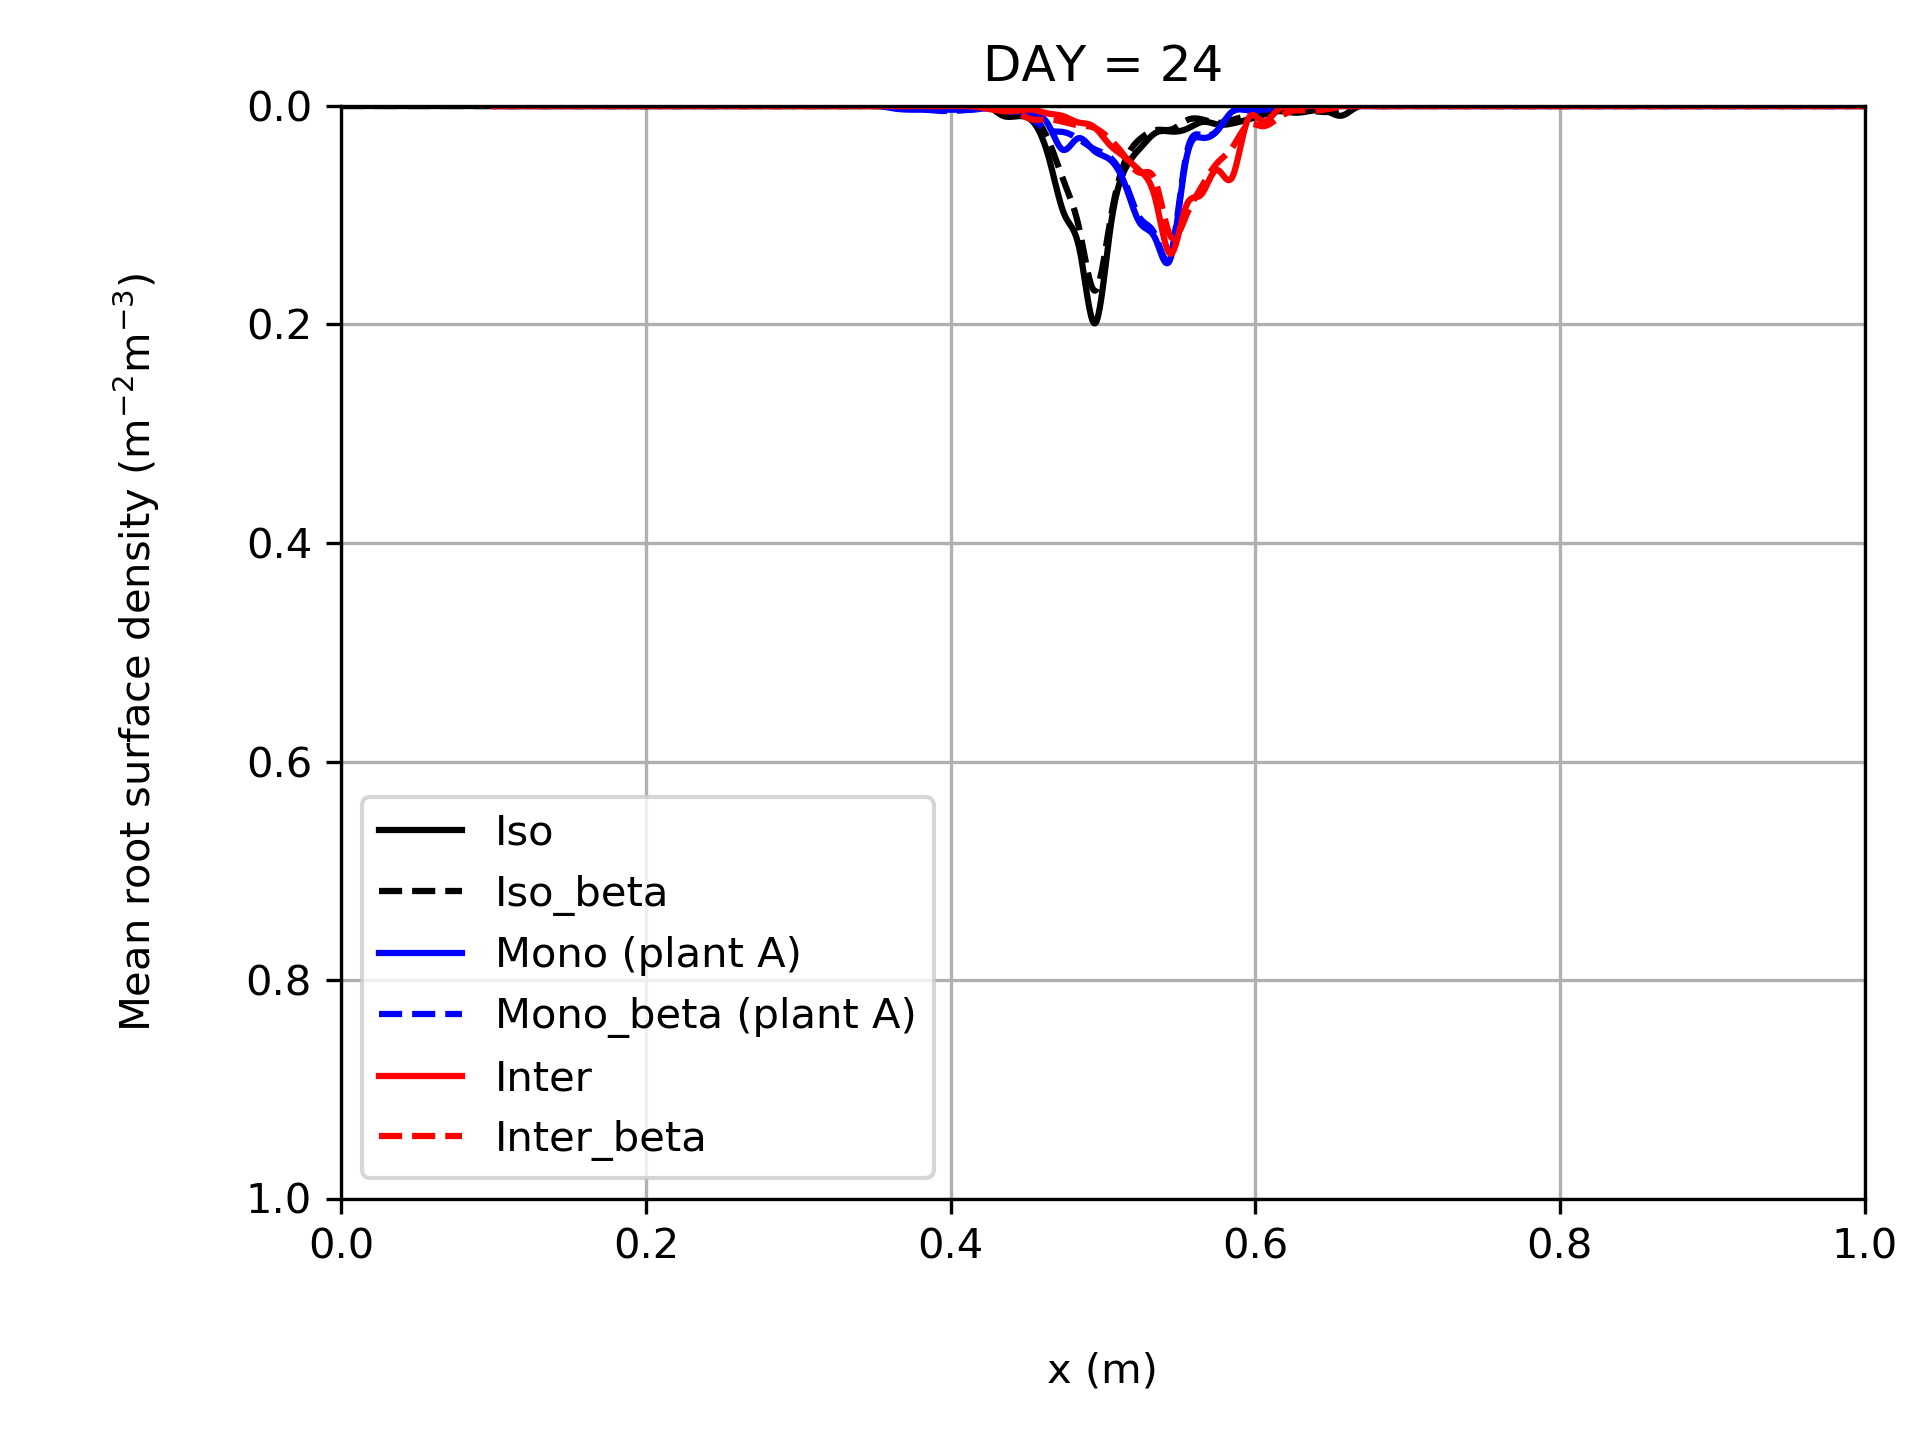 DAY = 24
Mean root surface density (m⁻²m⁻³)
0.0
0.2
0.4
0.6
0.8
1.0
Iso
Iso_beta
Mono (plant A)
Mono_beta (plant A)
Inter
Inter_beta
0.0 0.2 0.4 0.6 0.8 1.0
x (m)